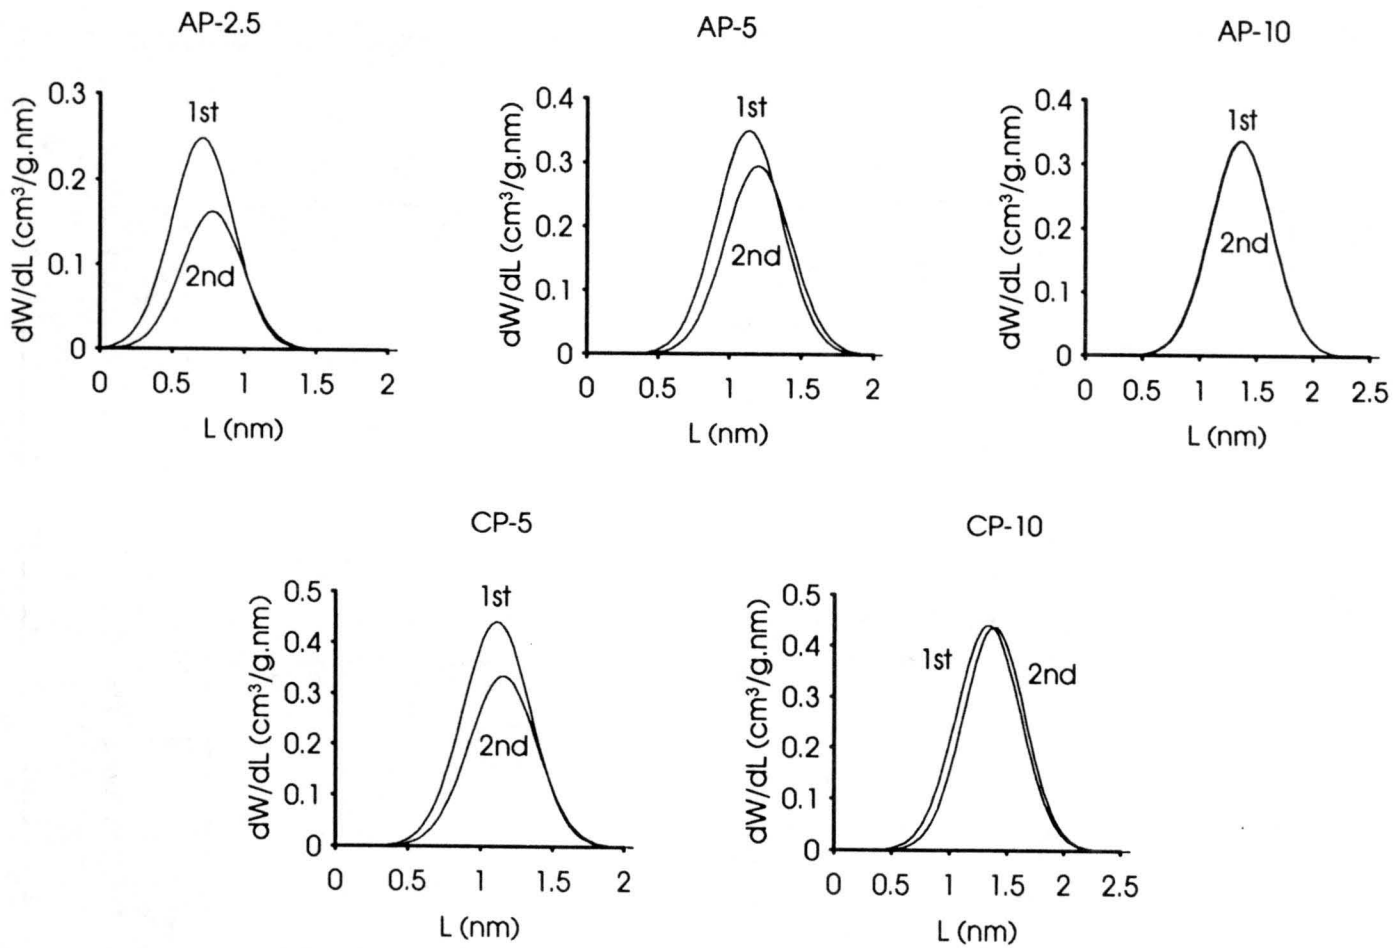 AP-2.5
dW/dL (cm³/g.nm)
0.3
0.2
0.1
0
1st
2nd
0 0.5 1 1.5 2
L (nm)
AP-5
dW/dL (cm³/g.nm)
0.4
0.3
0.2
0.1
0
1st
2nd
0 0.5 1 1.5 2
L (nm)
AP-10
dW/dL (cm³/g.nm)
0.4
0.3
0.2
0.1
0
1st
2nd
0 0.5 1 1.5 2 2.5
L (nm)
CP-5
dW/dL (cm³/g.nm)
0.5
0.4
0.3
0.2
0.1
0
1st
2nd
0 0.5 1 1.5 2
L (nm)
CP-10
dW/dL (cm³/g.nm)
0.5
0.4
0.3
0.2
0.1
0
1st
2nd
0 0.5 1 1.5 2 2.5
L (nm)